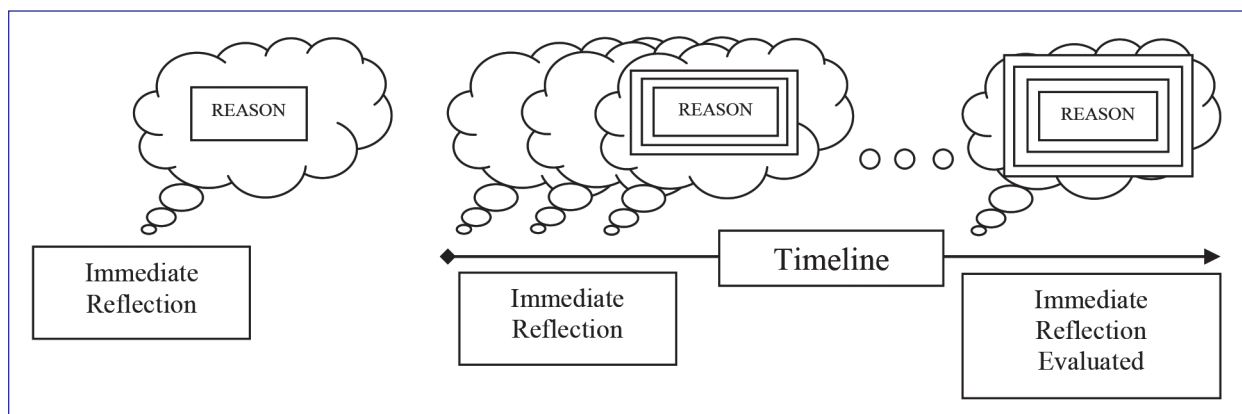 REASON
REASON
REASON
Immediate
Reflection
Timeline
Immediate
Reflection
Immediate
Reflection
Evaluated